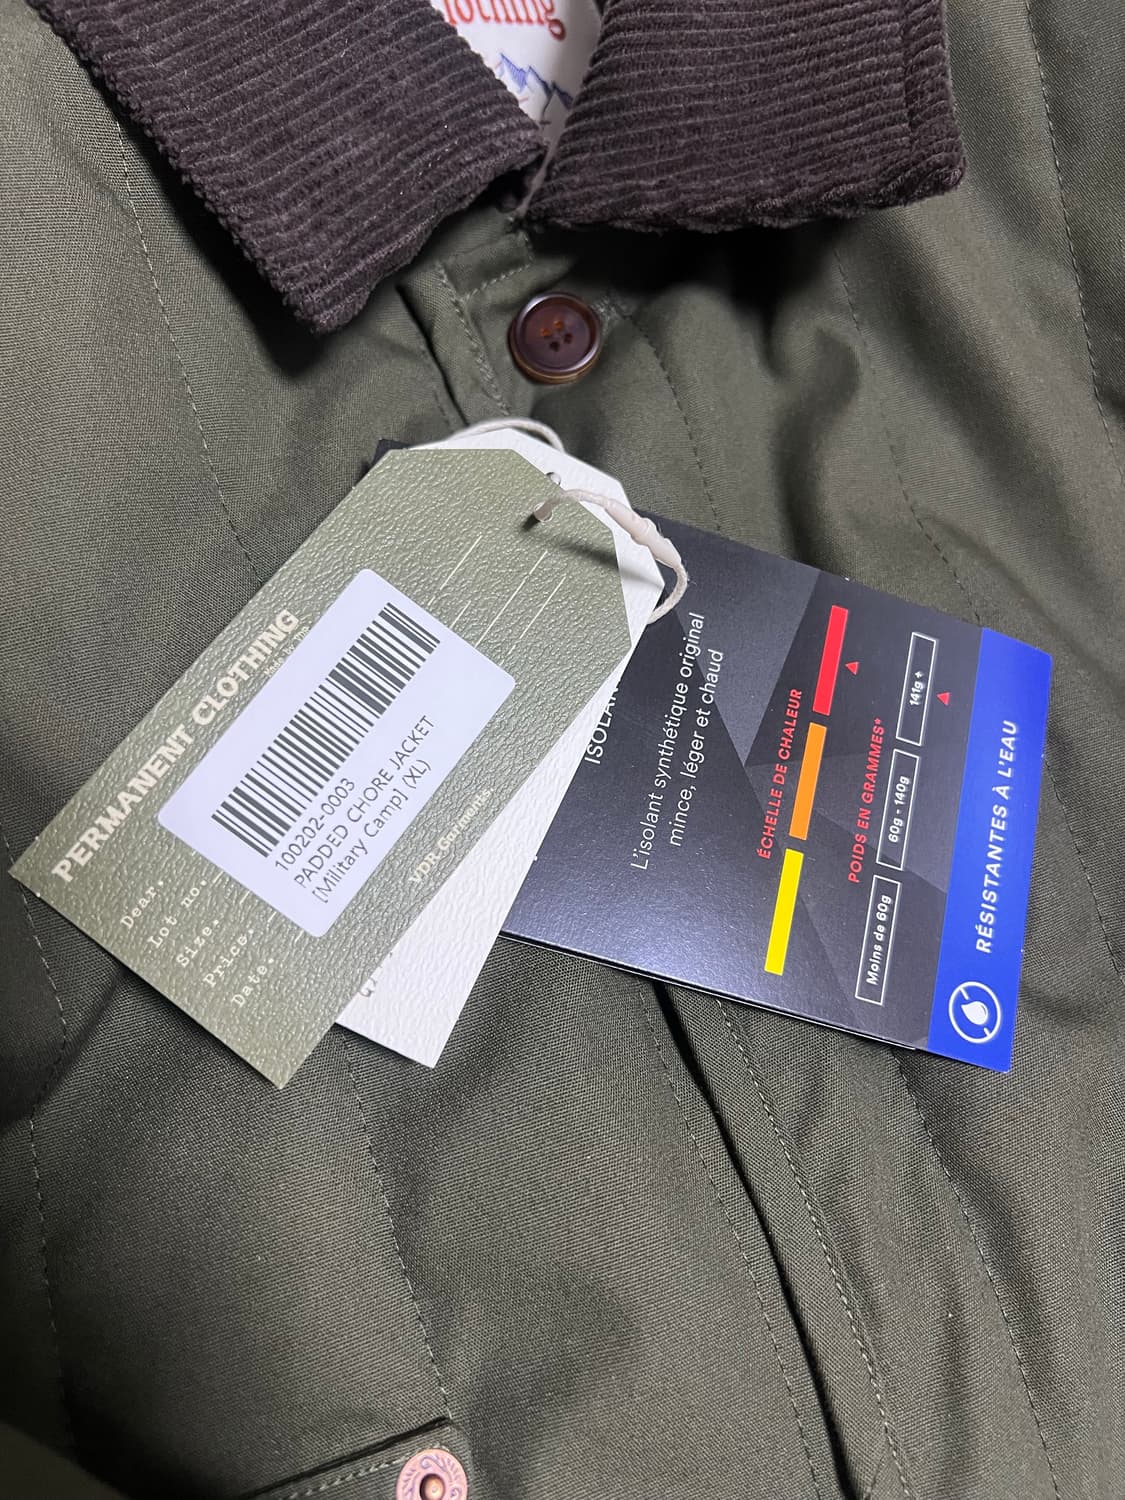 PERMANENT CLOTHING
100202-0003
PADDED CHORE JACKET
[Military Camp] (XL)
VDR Garments.
Dear.
Lot no.
Size.
Price.
Date.
L'isolant synthétique original
mince, léger et chaud
ÉCHELLE DE CHALEUR
POIDS EN GRAMMES*
Moins de 60g
60g - 140g
141g +
RÉSISTANTES À L'EAU